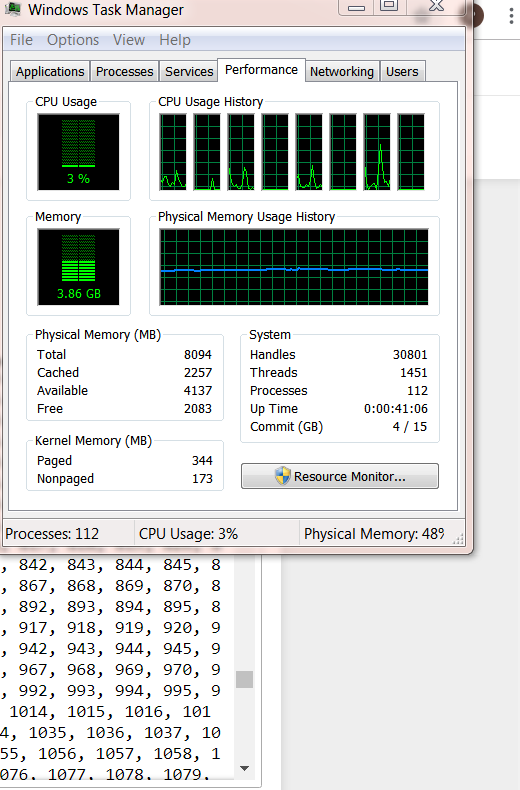 Windows Task Manager
File Options View Help
Applications Processes Services Performance Networking Users
CPU Usage
3 %
CPU Usage History
Memory
3.86 GB
Physical Memory Usage History
Physical Memory (MB)
Total 8094
Cached 2257
Available 4137
Free 2083
Kernel Memory (MB)
Paged 344
Nonpaged 173
System
Handles 30801
Threads 1451
Processes 112
Up Time 0:00:41:06
Commit (GB) 4 / 15
Resource Monitor...
Processes: 112 CPU Usage: 3% Physical Memory: 48%
, 842, 843, 844, 845, 8
, 867, 868, 869, 870, 8
, 892, 893, 894, 895, 8
, 917, 918, 919, 920, 9
, 942, 943, 944, 945, 9
, 967, 968, 969, 970, 9
, 992, 993, 994, 995, 9
1014, 1015, 1016, 101
4, 1035, 1036, 1037, 10
55, 1056, 1057, 1058, 1
1076, 1077, 1078, 1079,